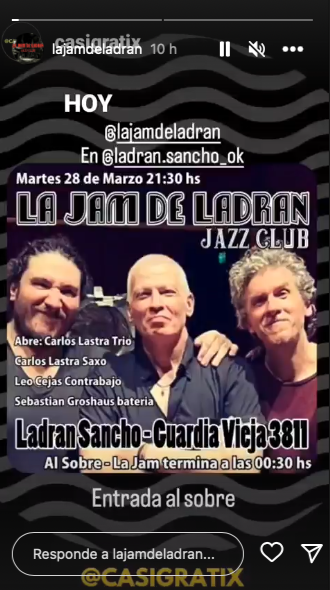 casigratix
lajamdeladran 10 h
HOY
@lajamdeladran
En @ladran.sancho_ok
Martes 28 de Marzo 21:30 hs
LA JAM DE LADRAN
JAZZ CLUB
Abre: Carlos Lastra Trio
Carlos Lastra Saxo
Leo Cejas Contrabajo
Sebastian Groshaus bateria
Ladran Sancho - Guardia Vieja 3811
Al Sobre - La Jam termina a las 00:30 hs
Entrada al sobre
Responde a lajamdeladran...
@CASIGRATIX